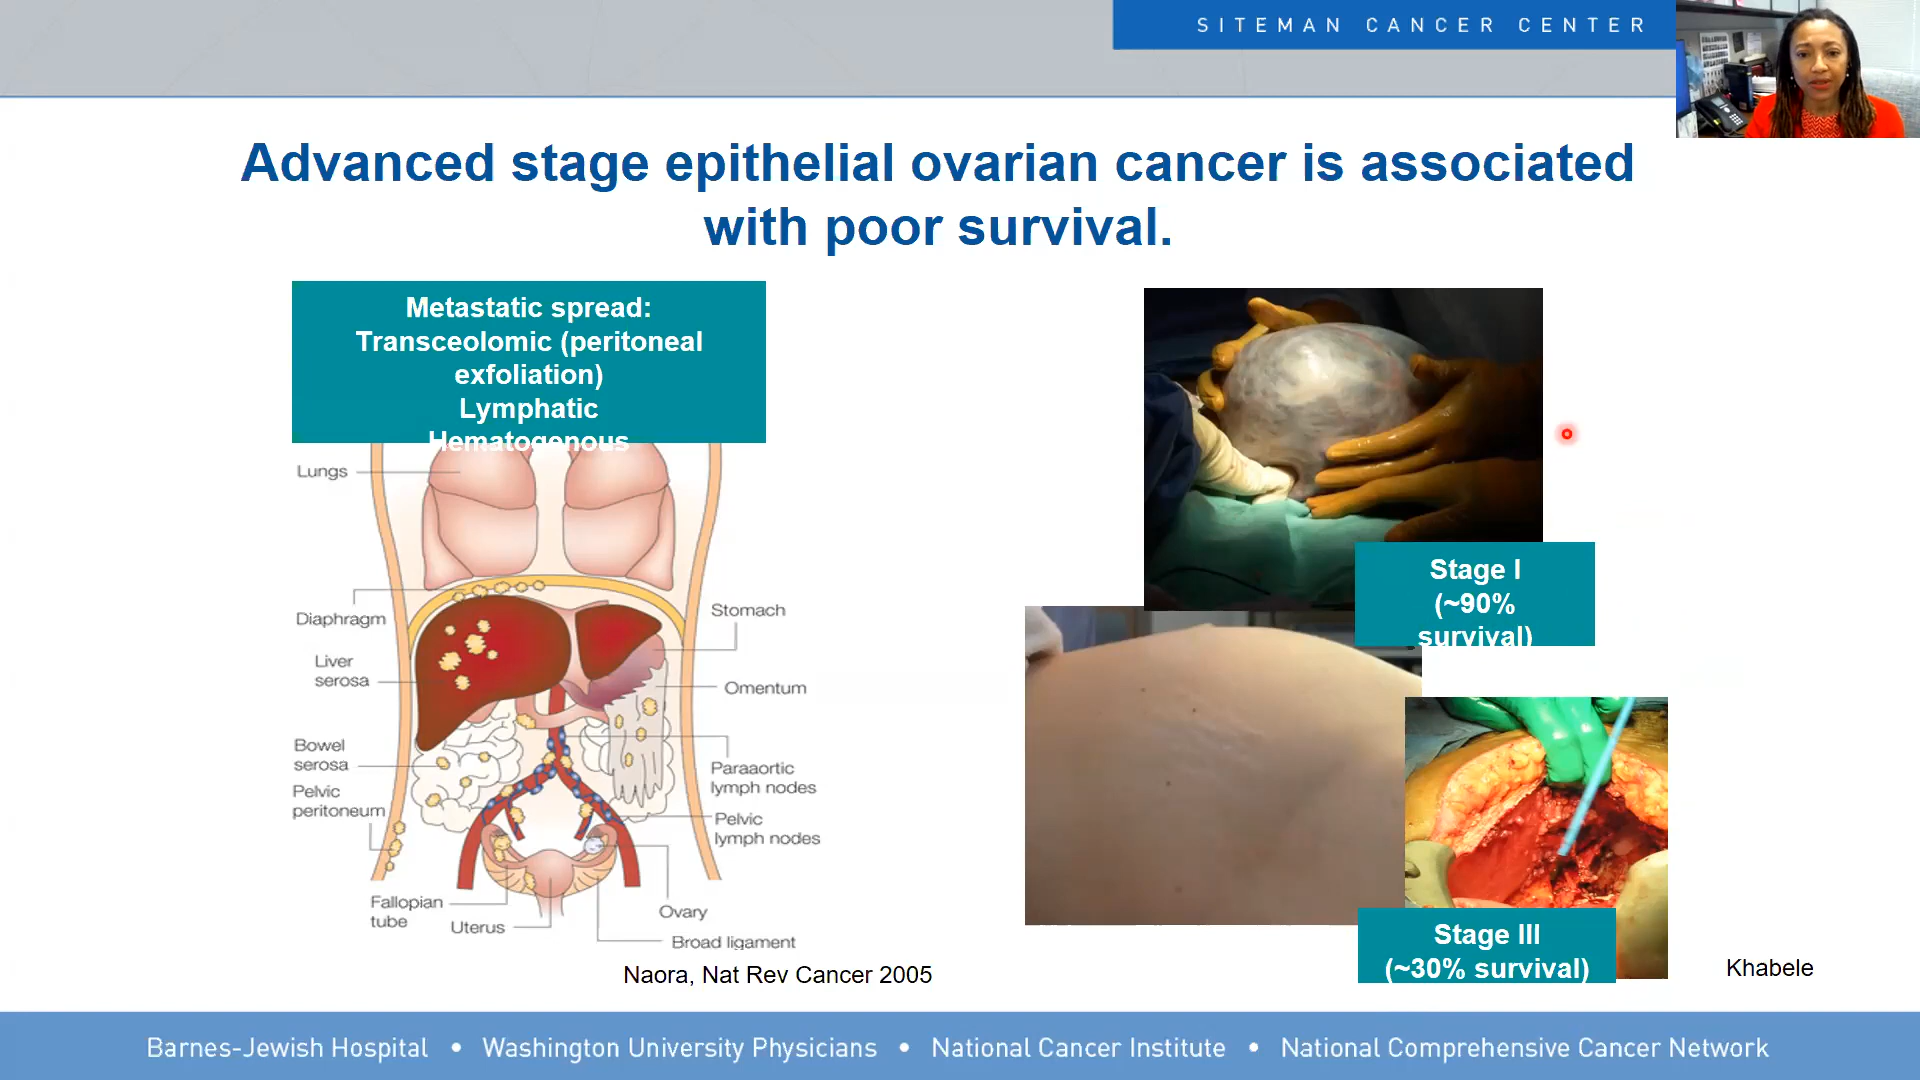 SITEMAN CANCER CENTER
Advanced stage epithelial ovarian cancer is associated
with poor survival.
Metastatic spread:
Transceolomic (peritoneal
exfoliation)
Lymphatic
Hematogenous
Lungs
Diaphragm
Liver
serosa
Bowel
serosa
Pelvic
peritoneum
Fallopian
tube
Uterus
Stomach
Omentum
Paraaortic
lymph nodes
Pelvic
lymph nodes
Ovary
Broad ligament
Naora, Nat Rev Cancer 2005
Stage I
(~90%
survival)
Stage III
(~30% survival)
Khabele
Barnes-Jewish Hospital • Washington University Physicians • National Cancer Institute • National Comprehensive Cancer Network